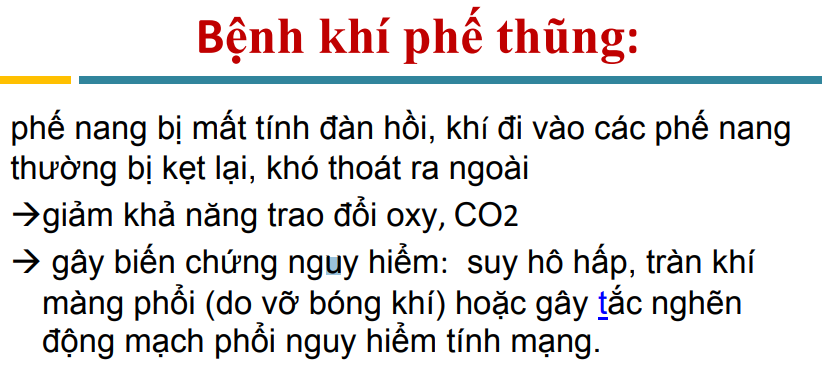 Bệnh khí phế thũng:
phế nang bị mất tính đàn hồi, khí đi vào các phế nang
thường bị kẹt lại, khó thoát ra ngoài
→giảm khả năng trao đổi oxy, CO2
→ gây biến chứng nguy hiểm: suy hô hấp, tràn khí
màng phổi (do vỡ bóng khí) hoặc gây tắc nghẽn
động mạch phổi nguy hiểm tính mạng.